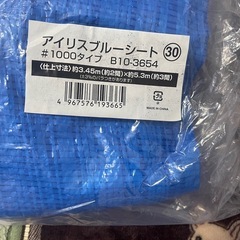 アイリスブルーシート 30
#1000タイプ B10-3654
〈仕上寸法〉約3.45m(約2間)×約5.3m(約3間)
4 967576 193665
MADE IN CHINA